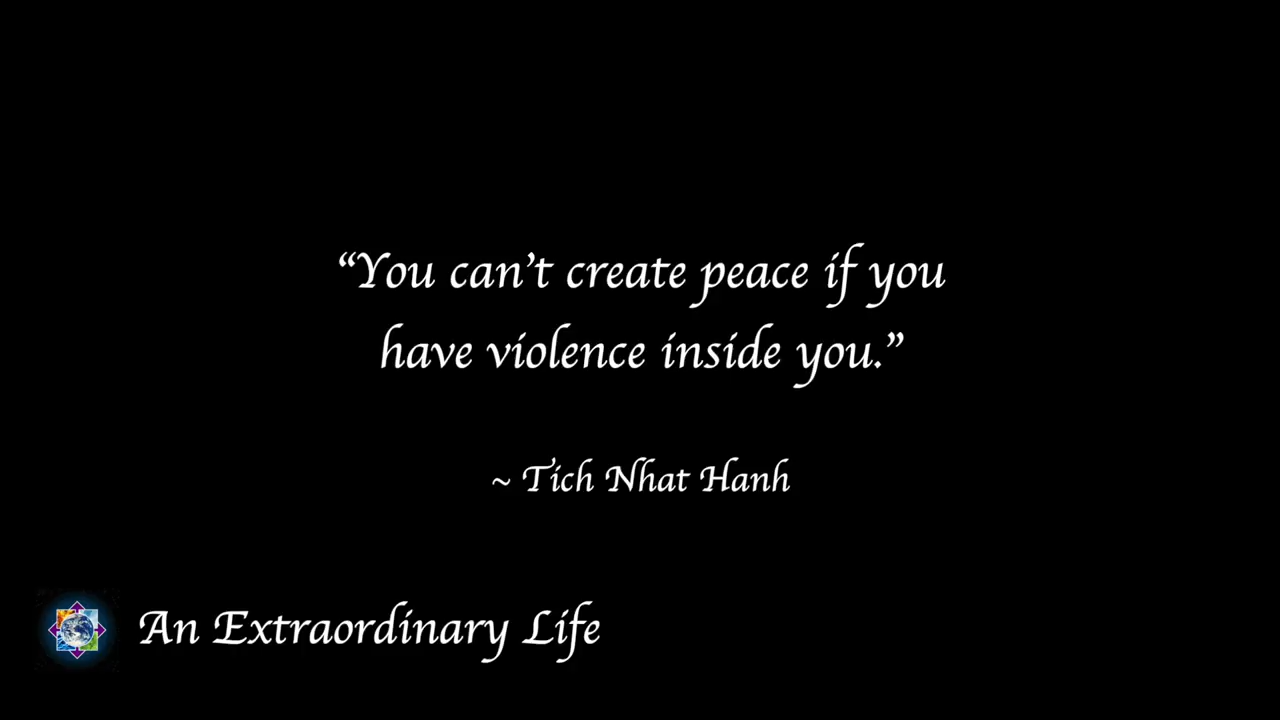 “You can’t create peace if you
have violence inside you.”
~ Tich Nhat Hanh
An Extraordinary Life